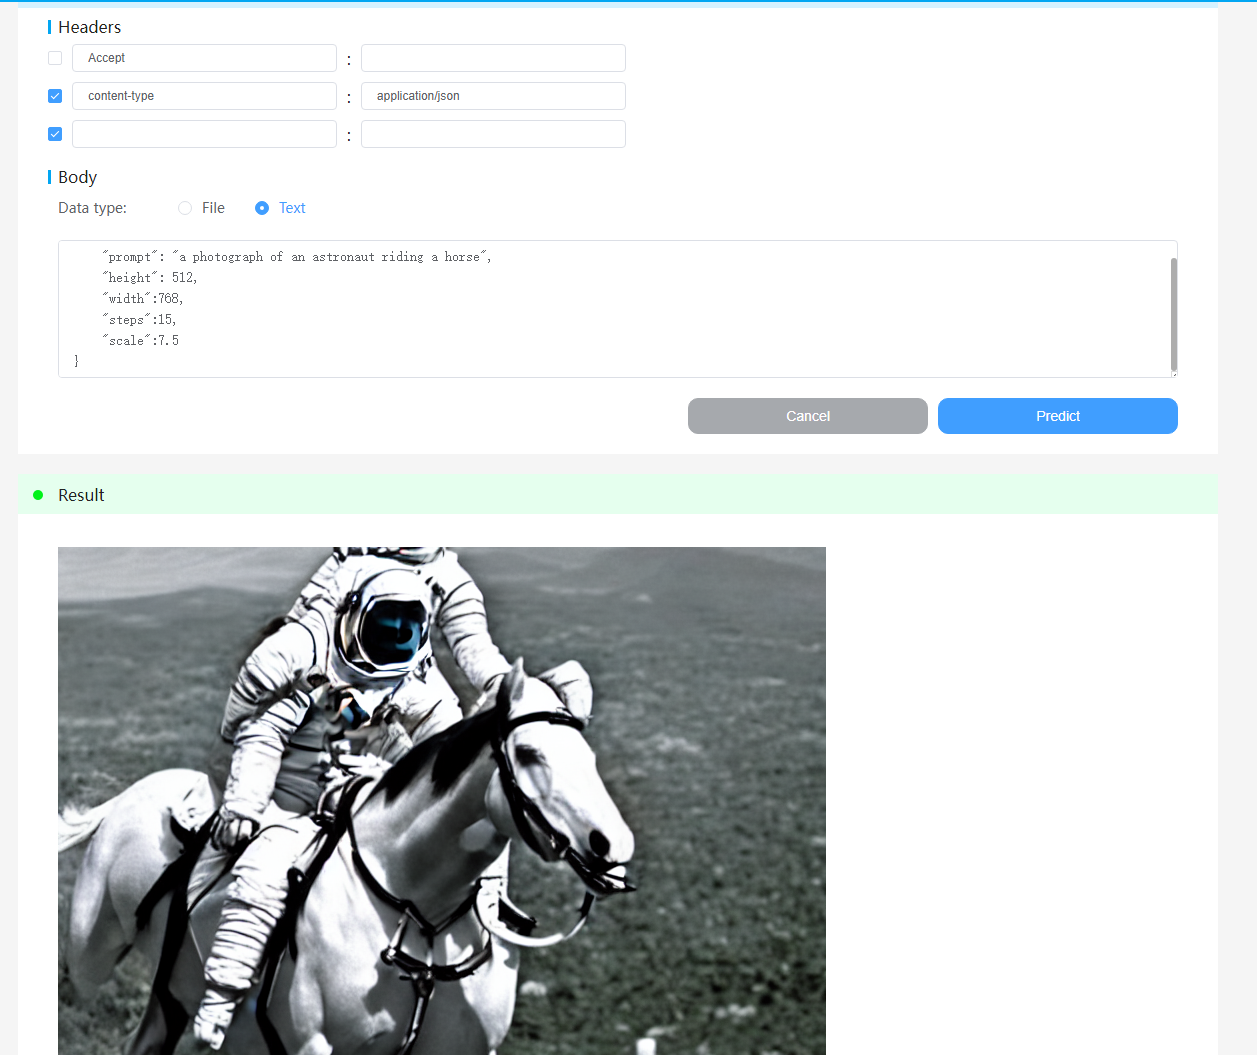 Headers
Accept :
content-type : application/json
:
Body
Data type: File Text
"prompt": "a photograph of an astronaut riding a horse",
"height": 512,
"width":768,
"steps":15,
"scale":7.5
}
Cancel Predict
Result